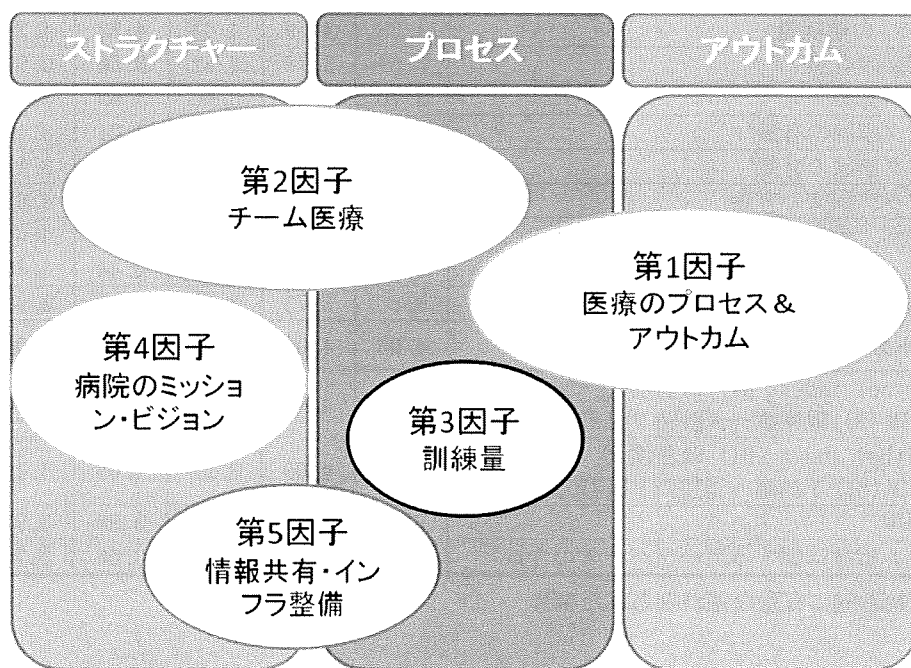 ストラクチャー
プロセス
アウトカム
第2因子
チーム医療
第1因子
医療のプロセス&
アウトカム
第4因子
病院のミッショ
ン・ビジョン
第3因子
訓練量
第5因子
情報共有・イン
フラ整備